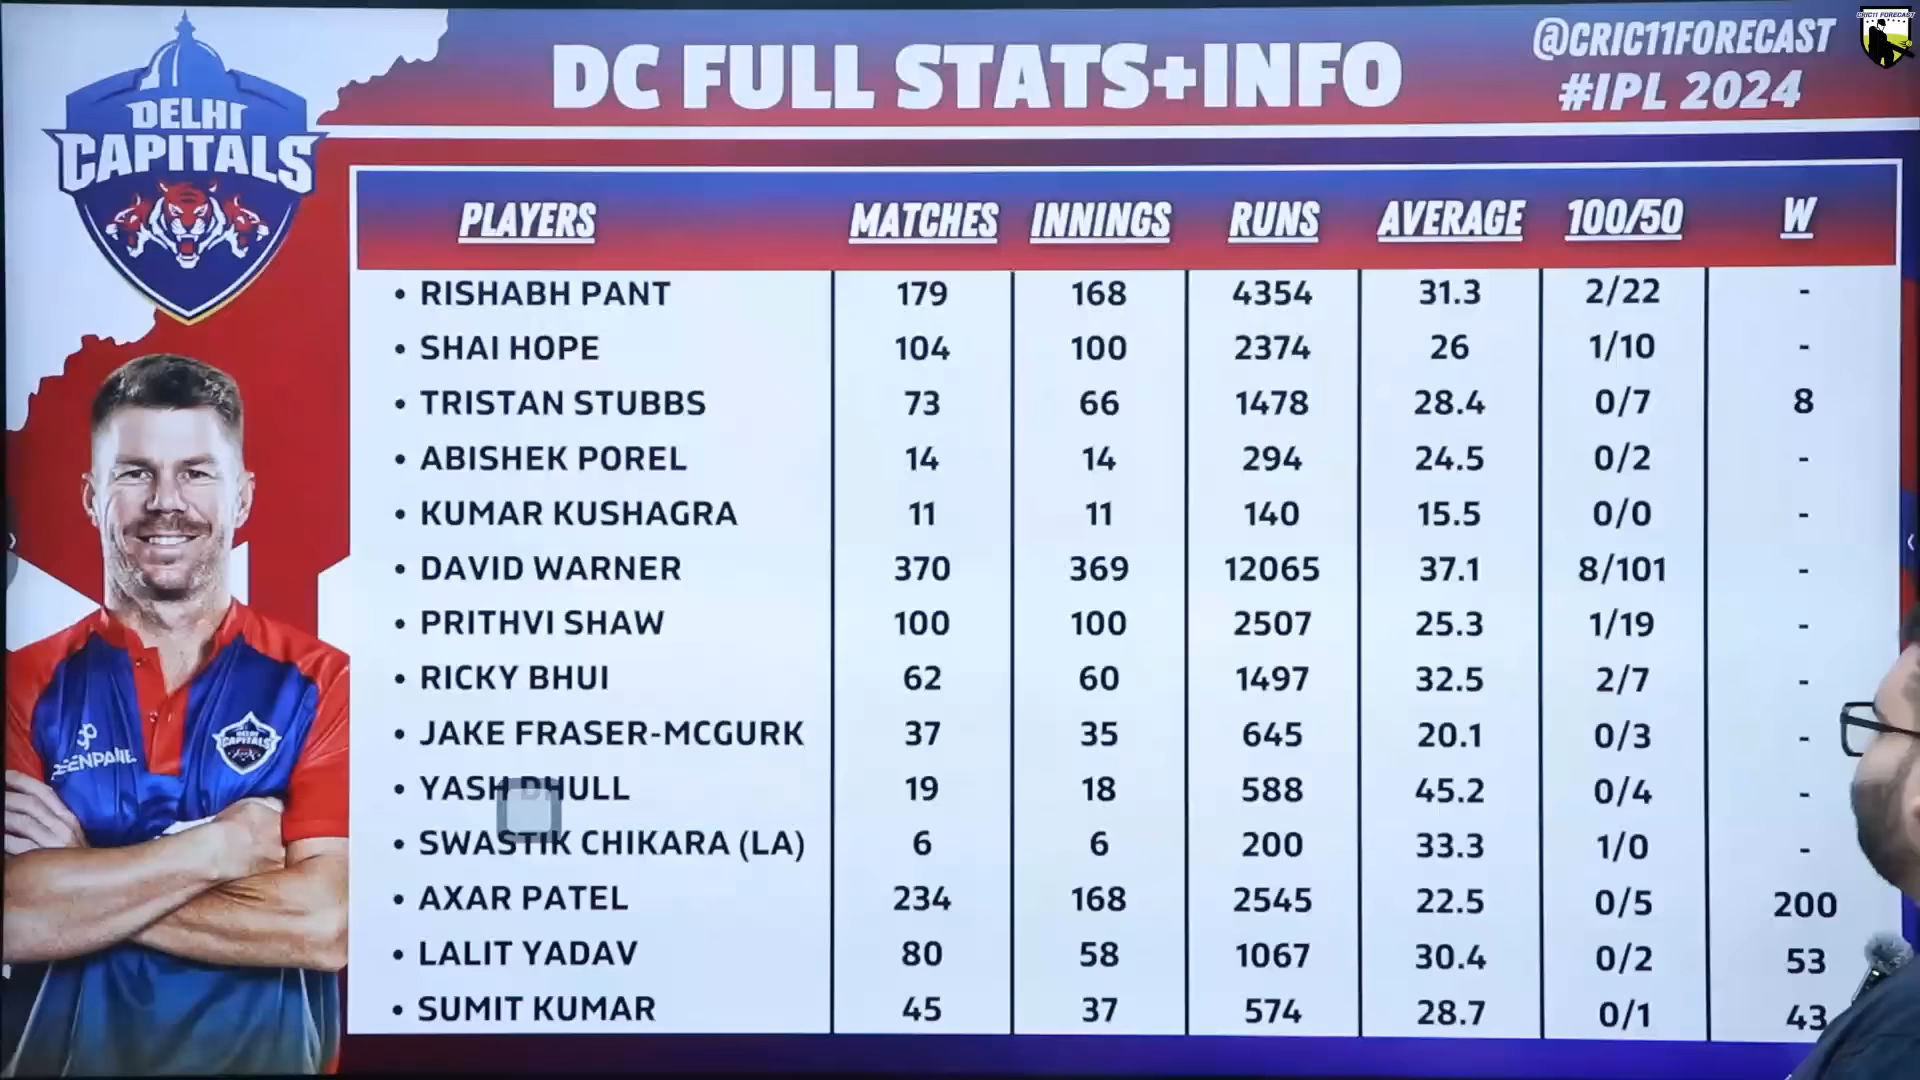 DELHI
CAPITALS
DC FULL STATS+INFO
@CRIC11FORECAST
#IPL 2024
CRIC11 FORECAST
PLAYERS MATCHES INNINGS RUNS AVERAGE 100/50 W
• RISHABH PANT 179 168 4354 31.3 2/22 -
• SHAI HOPE 104 100 2374 26 1/10 -
• TRISTAN STUBBS 73 66 1478 28.4 0/7 8
• ABISHEK POREL 14 14 294 24.5 0/2 -
• KUMAR KUSHAGRA 11 11 140 15.5 0/0 -
• DAVID WARNER 370 369 12065 37.1 8/101 -
• PRITHVI SHAW 100 100 2507 25.3 1/19 -
• RICKY BHUI 62 60 1497 32.5 2/7 -
• JAKE FRASER-MCGURK 37 35 645 20.1 0/3 -
• YASH DHULL 19 18 588 45.2 0/4 -
• SWASTIK CHIKARA (LA) 6 6 200 33.3 1/0 -
• AXAR PATEL 234 168 2545 22.5 0/5 200
• LALIT YADAV 80 58 1067 30.4 0/2 53
• SUMIT KUMAR 45 37 574 28.7 0/1 43
DELHI
CAPITALS